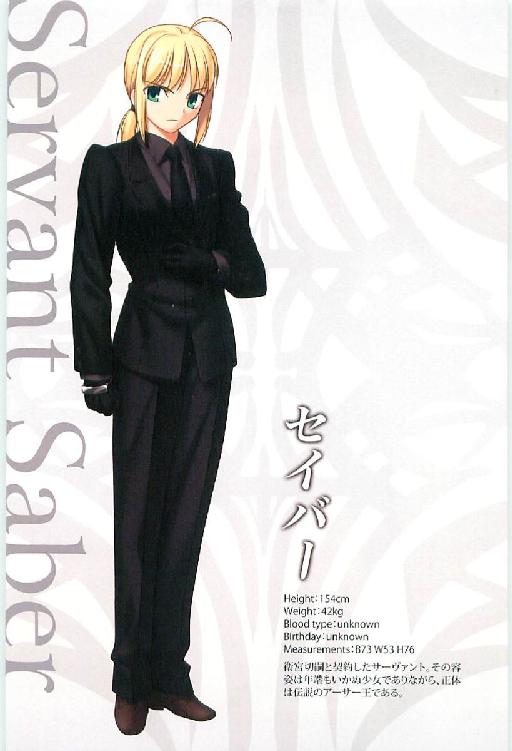 Servant Saber
セイバー
Height:154cm
Weight:42kg
Blood type:unknown
Birthday:unknown
Measurements:B73 W53 H76
衛宮切嗣と契約したサーヴァント。その容
姿は年端もいかぬ少女でありながら、正体
は伝説のアーサー王である。